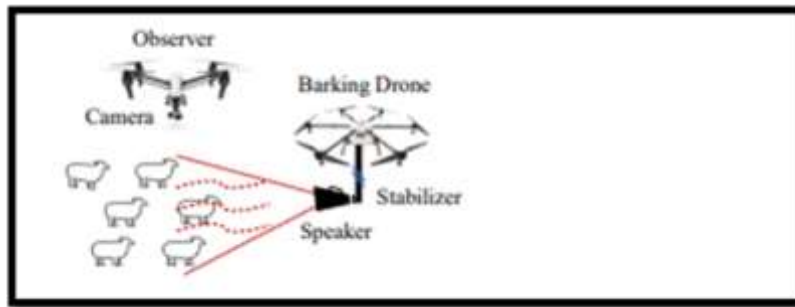 Observer
Barking Drone
Camera
Stabilizer
Speaker